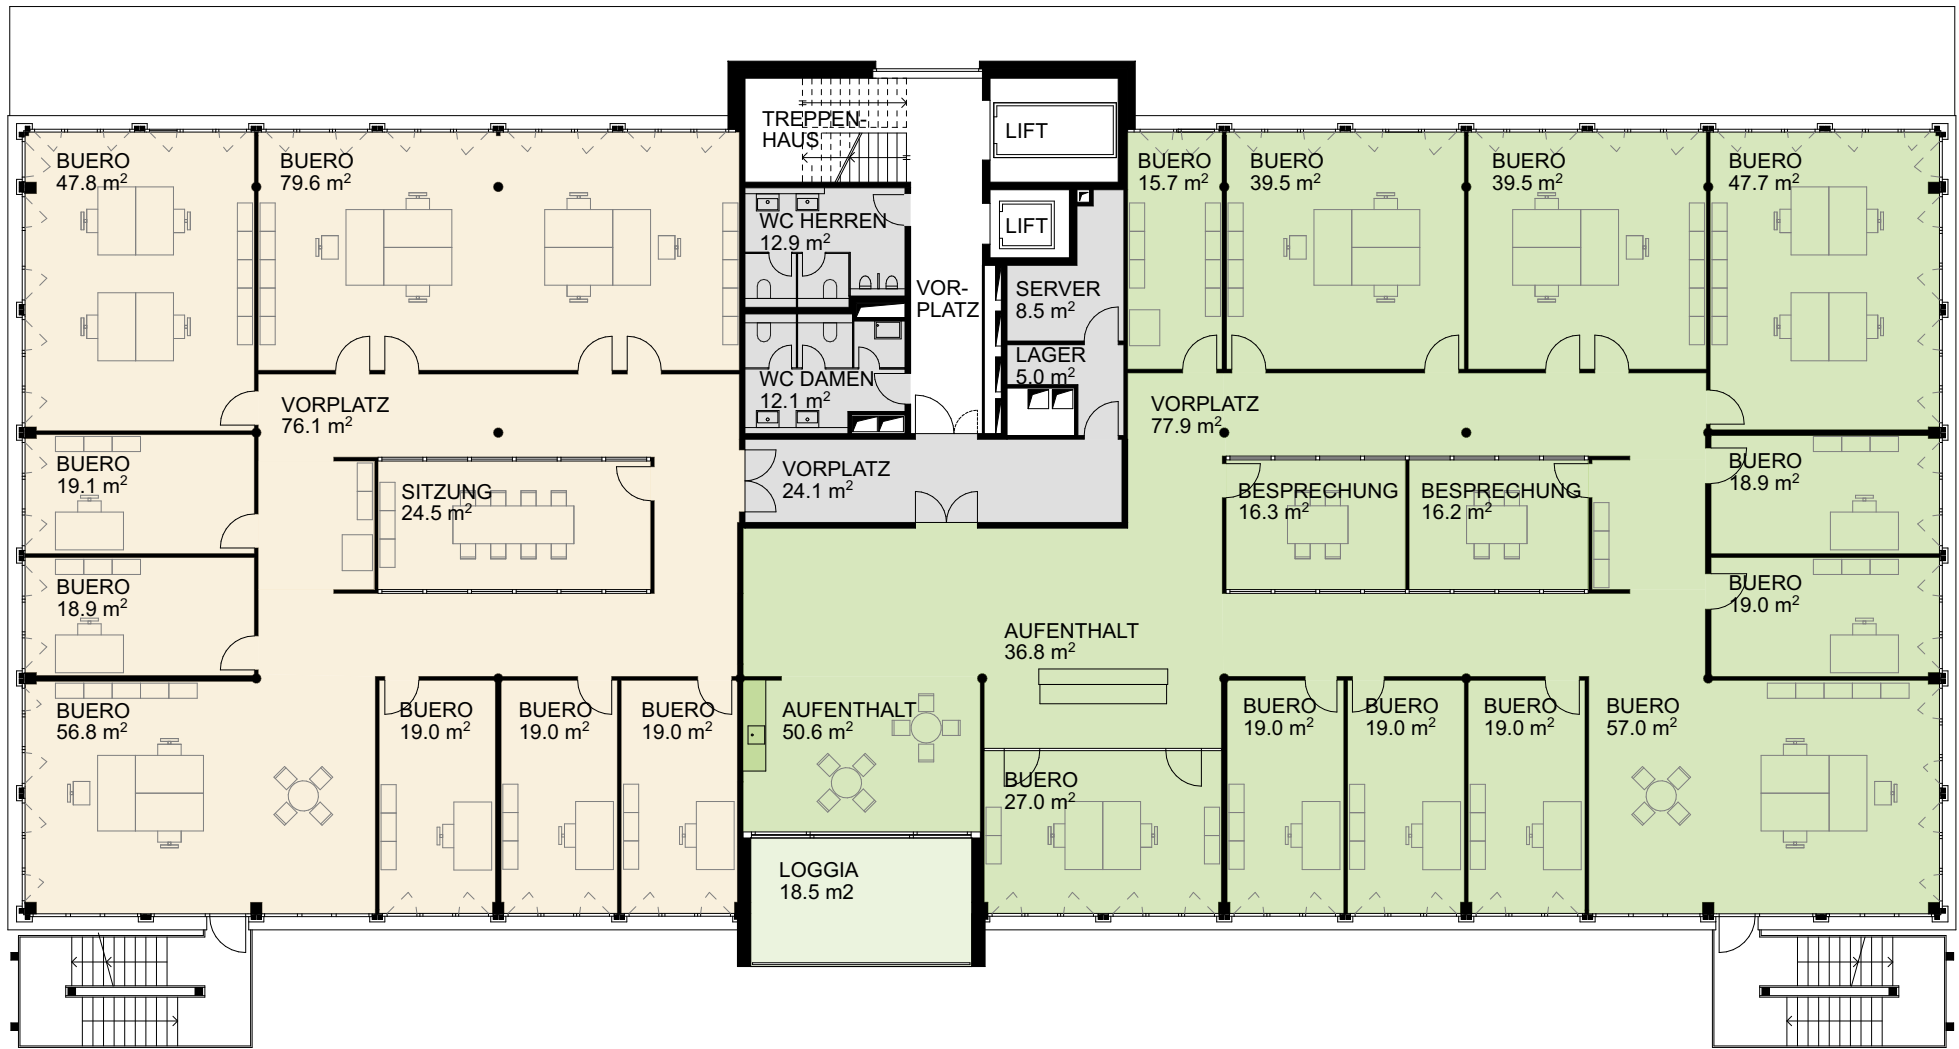 TREPPEN-
HAUS
LIFT
BUERO
47.8 m²
BUERO
79.6 m²
BUERO
15.7 m²
BUERO
39.5 m²
BUERO
39.5 m²
BUERO
47.7 m²
WC HERREN
12.9 m²
LIFT
VOR-
PLATZ
SERVER
8.5 m²
LAGER
5.0 m²
WC DAMEN
12.1 m²
VORPLATZ
76.1 m²
VORPLATZ
77.9 m²
BUERO
19.1 m²
SITZUNG
24.5 m²
VORPLATZ
24.1 m²
BESPRECHUNG
16.3 m²
BESPRECHUNG
16.2 m²
BUERO
18.9 m²
BUERO
18.9 m²
BUERO
19.0 m²
AUFENTHALT
36.8 m²
BUERO
56.8 m²
BUERO
19.0 m²
BUERO
19.0 m²
BUERO
19.0 m²
AUFENTHALT
50.6 m²
BUERO
27.0 m²
BUERO
19.0 m²
BUERO
19.0 m²
BUERO
19.0 m²
BUERO
57.0 m²
LOGGIA
18.5 m2